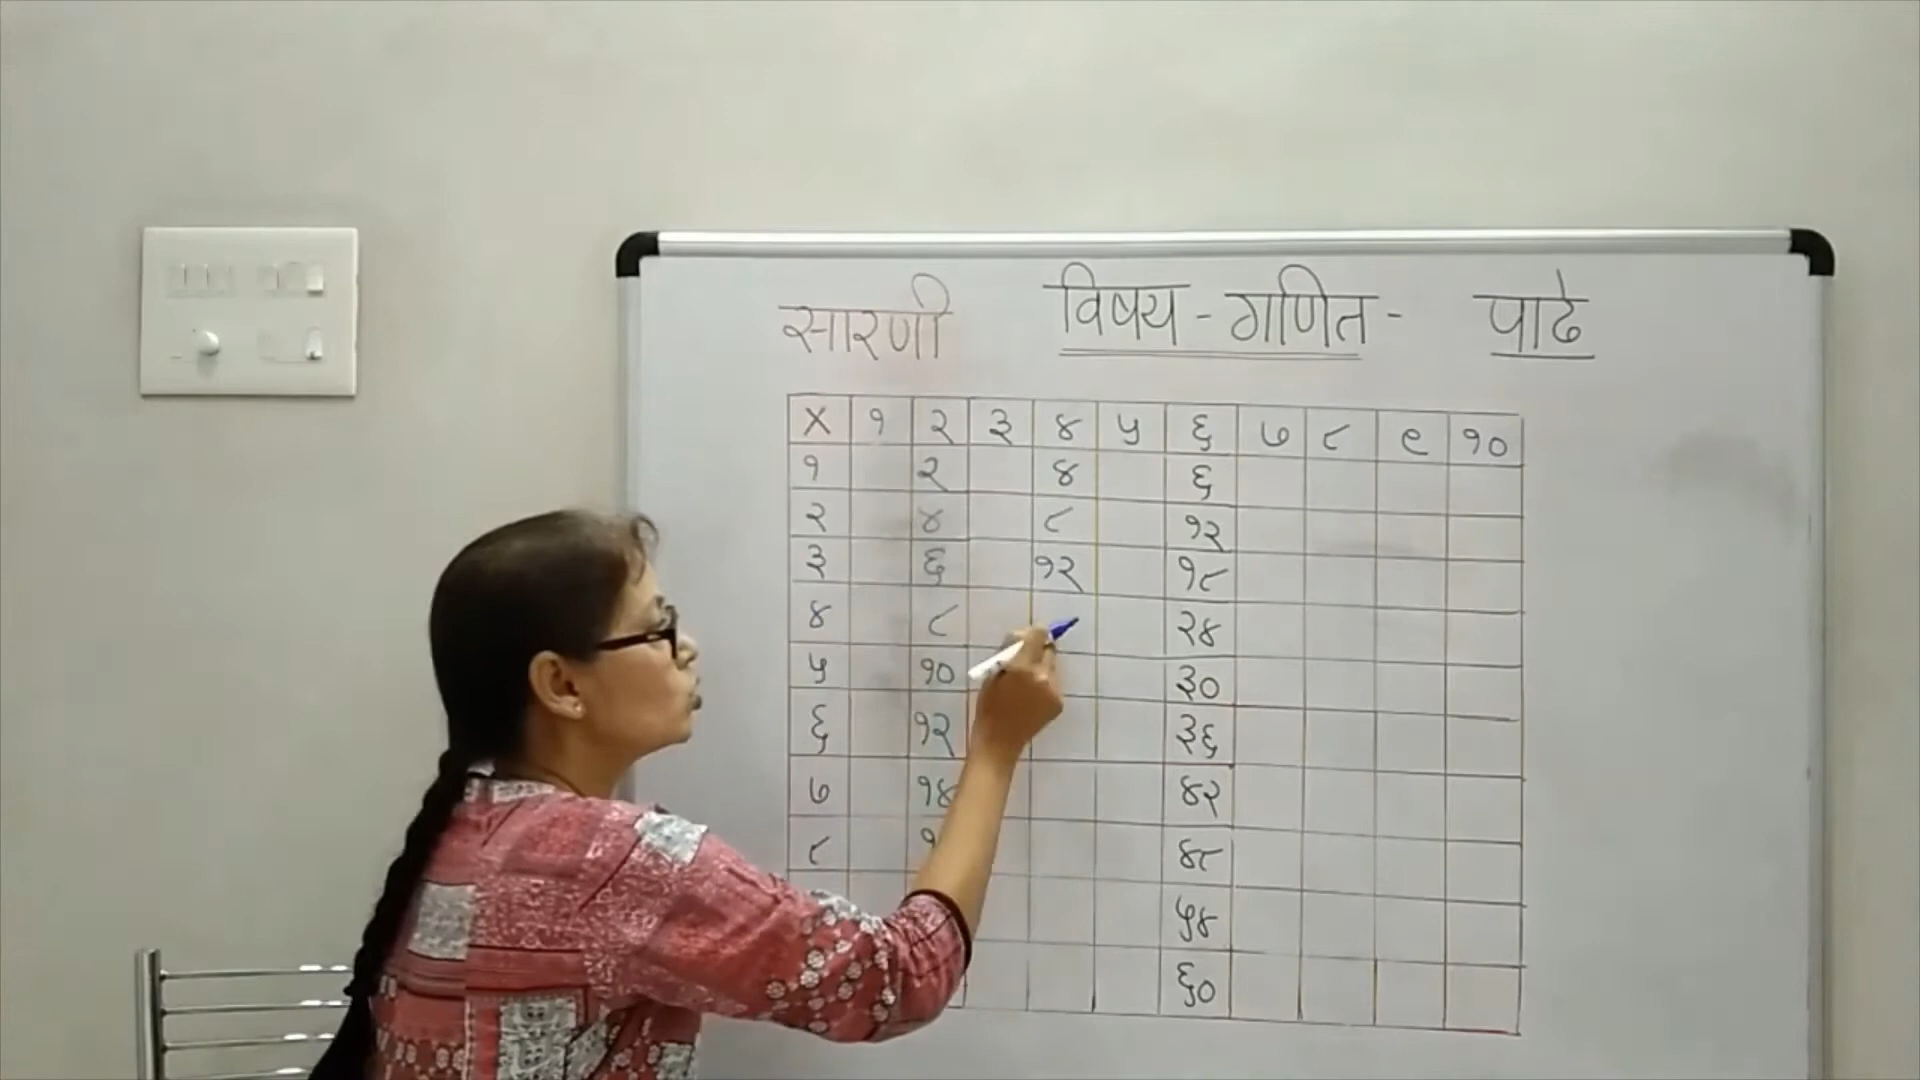 सारणी विषय - गणित - पाढे
X १ २ ३ ४ ५ ६ ७ ८ ९ १०
१ २ ४ ६
२ ४ ८ १२
३ ६ १२ १८
४ ८ २४
५ १० ३०
६ १२ ३६
७ १४ ४२
८ ४८
५४
६०